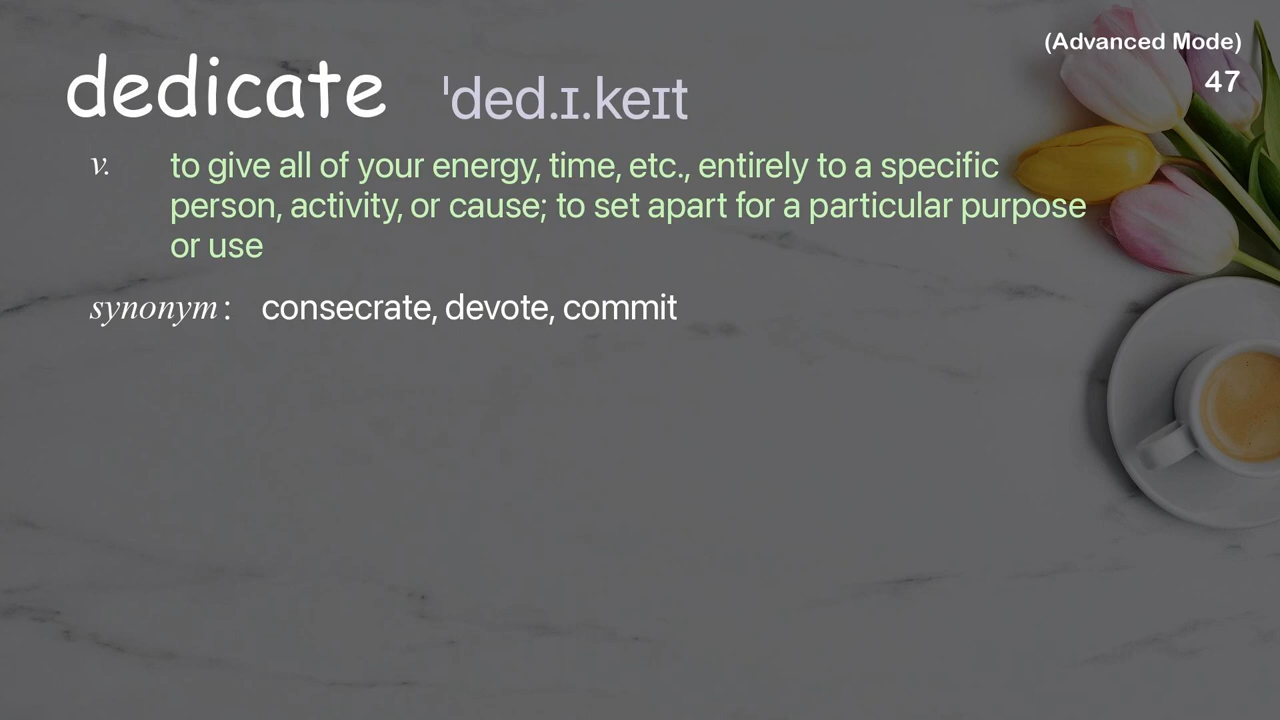 (Advanced Mode)
47
dedicate ˈded.ɪ.keɪt
v. to give all of your energy, time, etc., entirely to a specific
person, activity, or cause; to set apart for a particular purpose
or use
synonym : consecrate, devote, commit